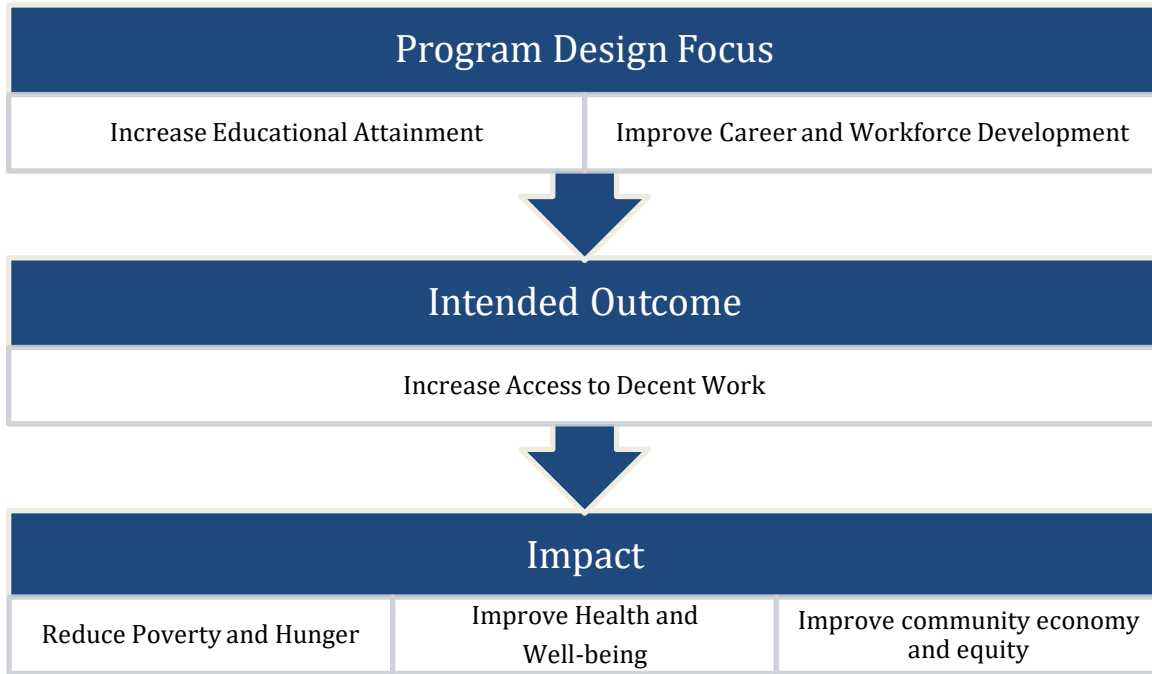 Program Design Focus
Increase Educational Attainment
Improve Career and Workforce Development
Intended Outcome
Increase Access to Decent Work
Impact
Reduce Poverty and Hunger
Improve Health and
Well-being
Improve community economy
and equity